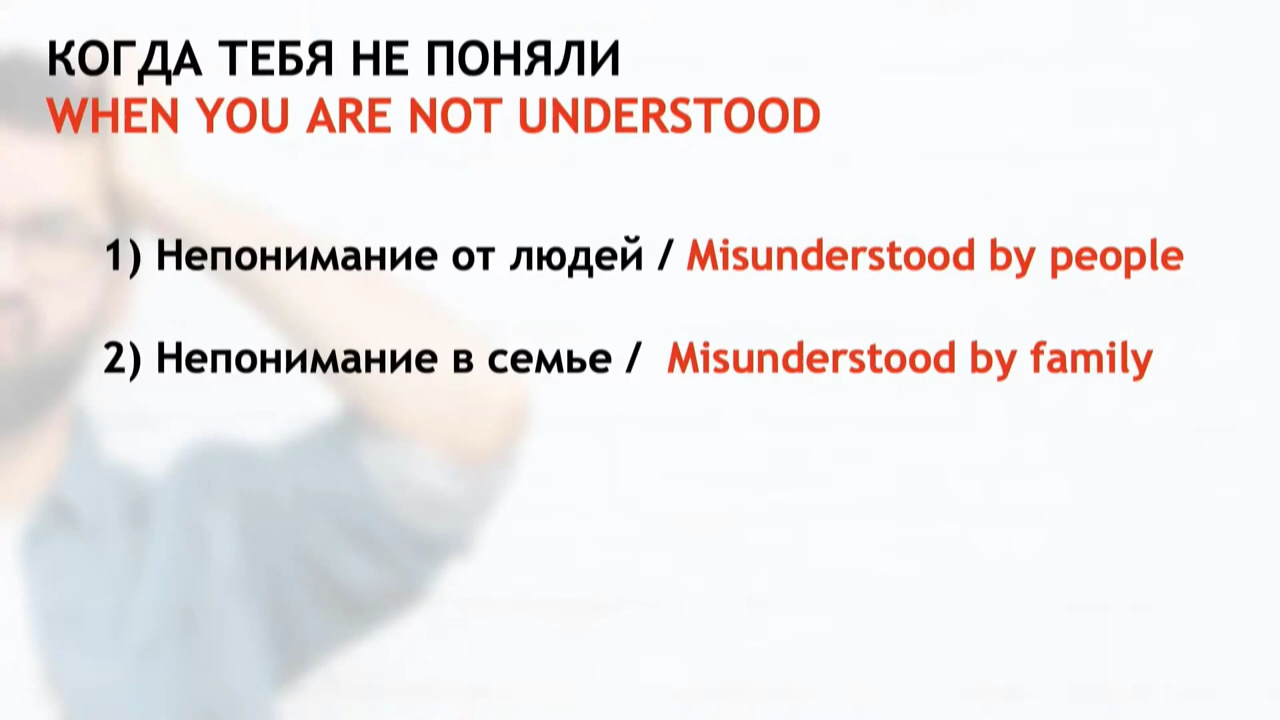 КОГДА ТЕБЯ НЕ ПОНЯЛИ
WHEN YOU ARE NOT UNDERSTOOD
1) Непонимание от людей / Misunderstood by people
2) Непонимание в семье / Misunderstood by family